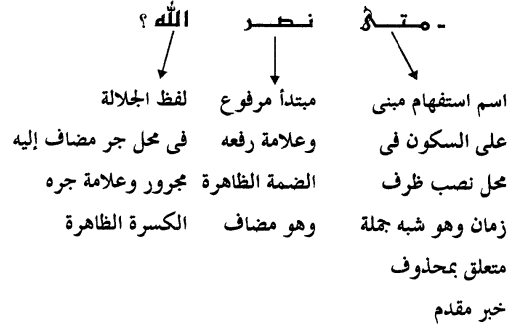 - متى نصر الله ؟
اسم استفهام مبنى
على السكون فى
محل نصب ظرف
زمان وهو شبه جملة
متعلق بمحذوف
خبر مقدم
مبتدأ مرفوع
وعلامة رفعه
الضمة الظاهرة
وهو مضاف
لفظ الجلالة
فى محل جر مضاف إليه
مجرور وعلامة جره
الكسرة الظاهرة